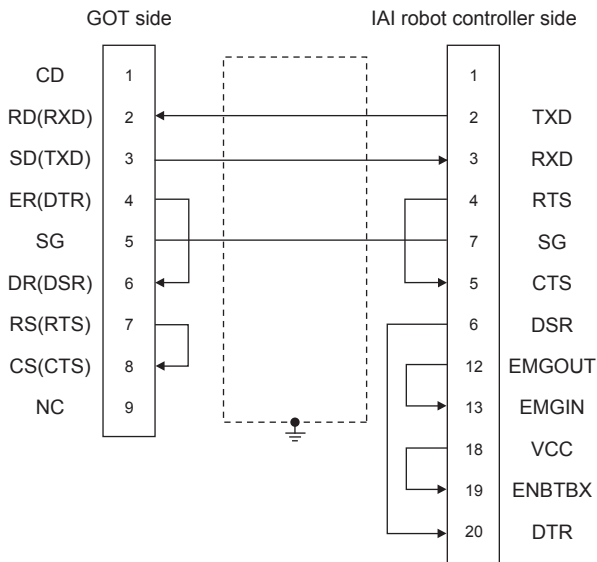 GOT side IAI robot controller side
CD 1 1
RD(RXD) 2 2 TXD
SD(TXD) 3 3 RXD
ER(DTR) 4 4 RTS
SG 5 7 SG
DR(DSR) 6 5 CTS
RS(RTS) 7 6 DSR
CS(CTS) 8 12 EMGOUT
NC 9 13 EMGIN
18 VCC
19 ENBTBX
20 DTR